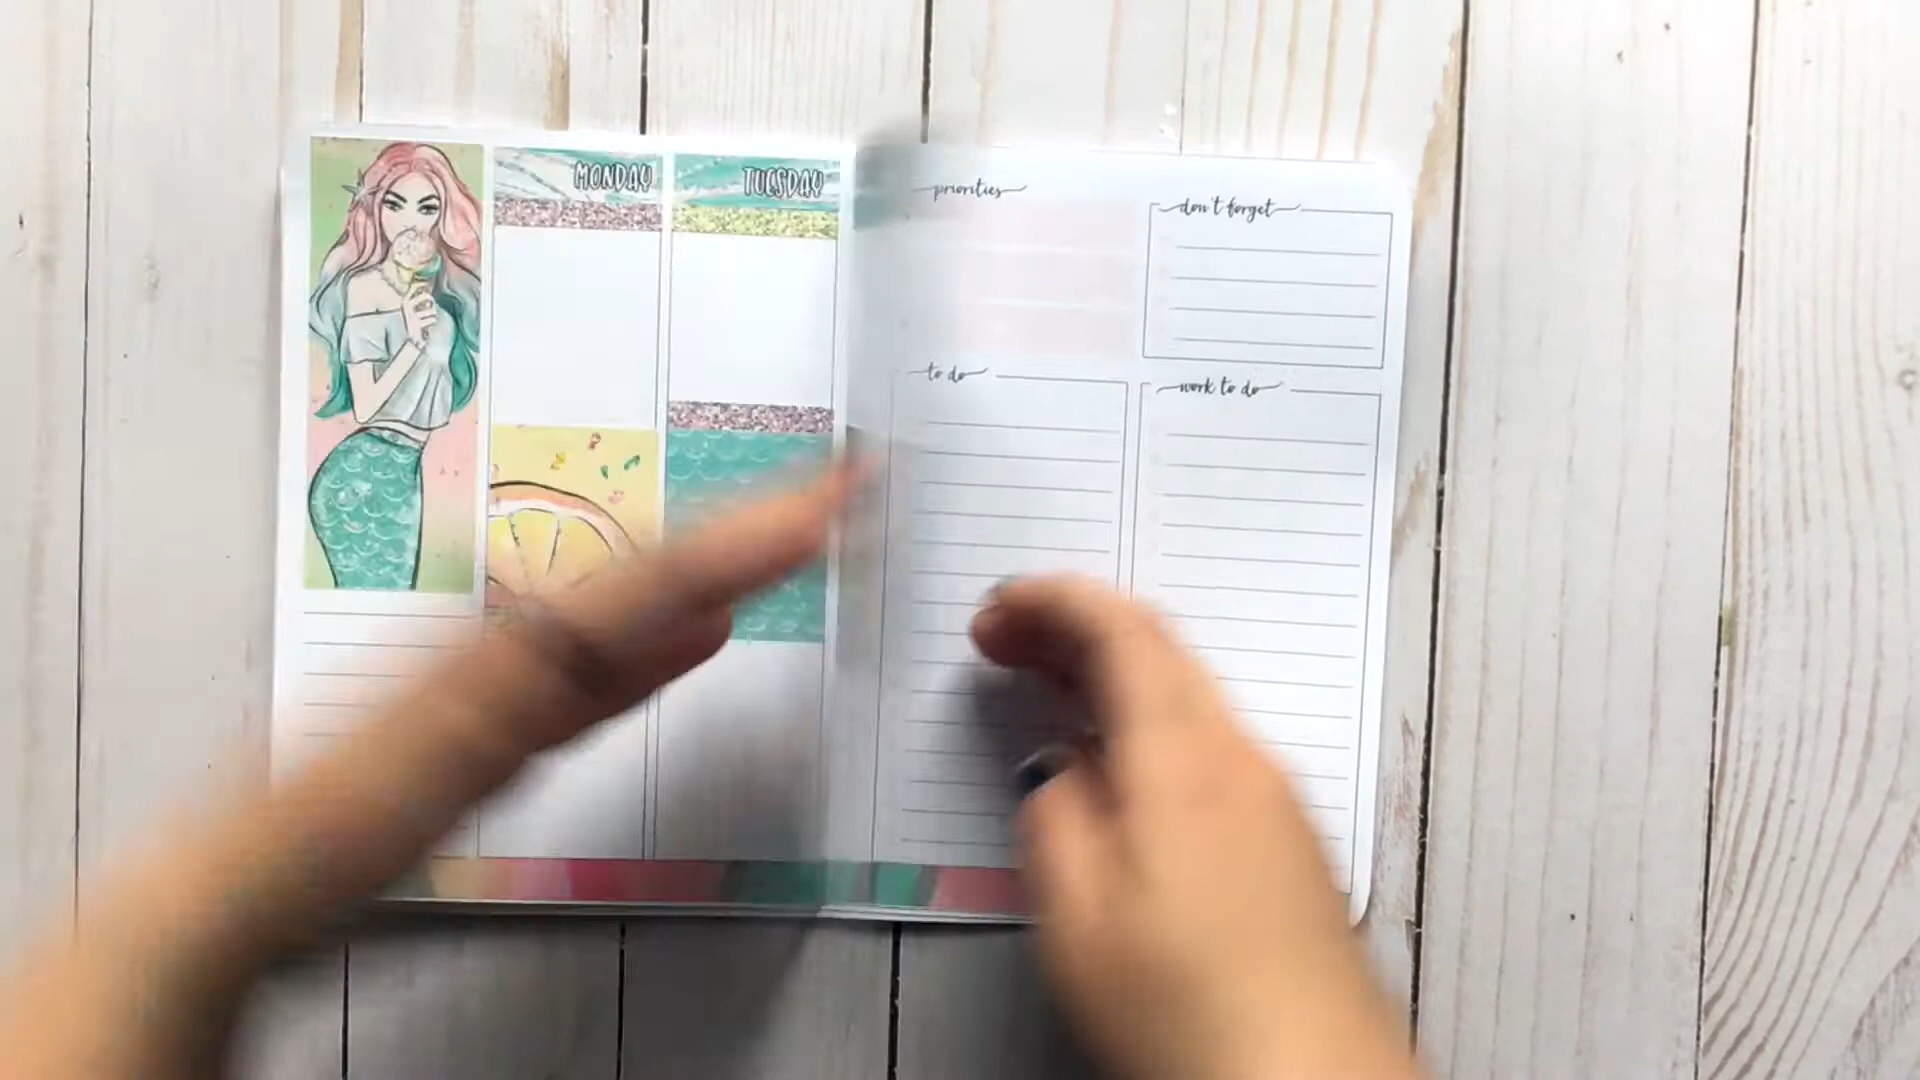 MONDAY
TUESDAY
priorities
don't forget
to do
work to do